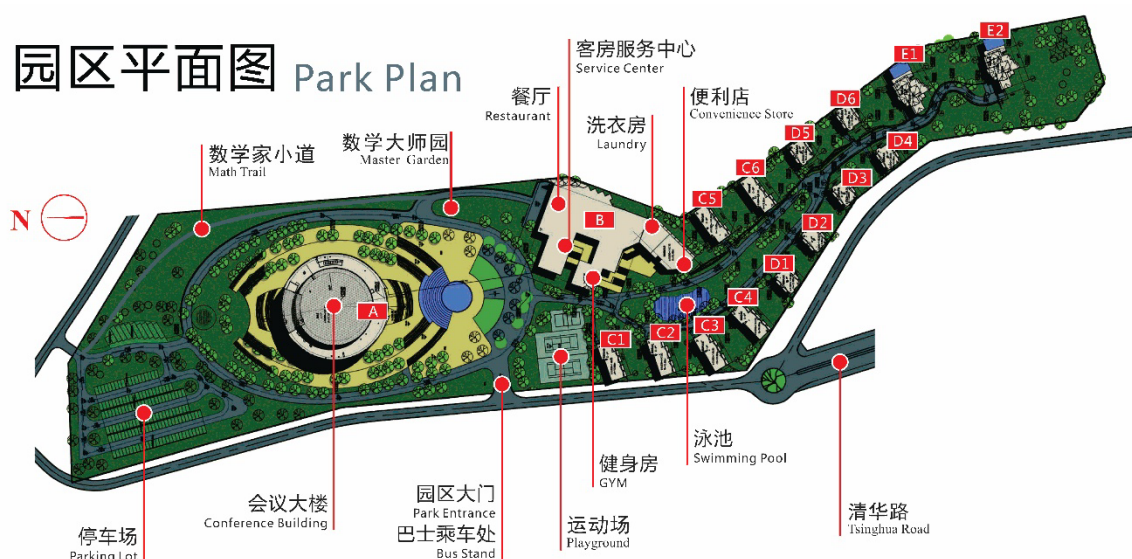 园区平面图 Park Plan
客房服务中心
Service Center
餐厅
Restaurant
洗衣房
Laundry
便利店
Convenience Store
数学家小道
Math Trail
数学大师园
Master Garden
N
E1
E2
D6
D5
D4
C6
D3
C5
D2
B
D1
A
C4
C1
C2
C3
停车场
Parking Lot
会议大楼
Conference Building
园区大门
Park Entrance
巴士乘车处
Bus Stand
运动场
Playground
健身房
GYM
泳池
Swimming Pool
清华路
Tsinghua Road